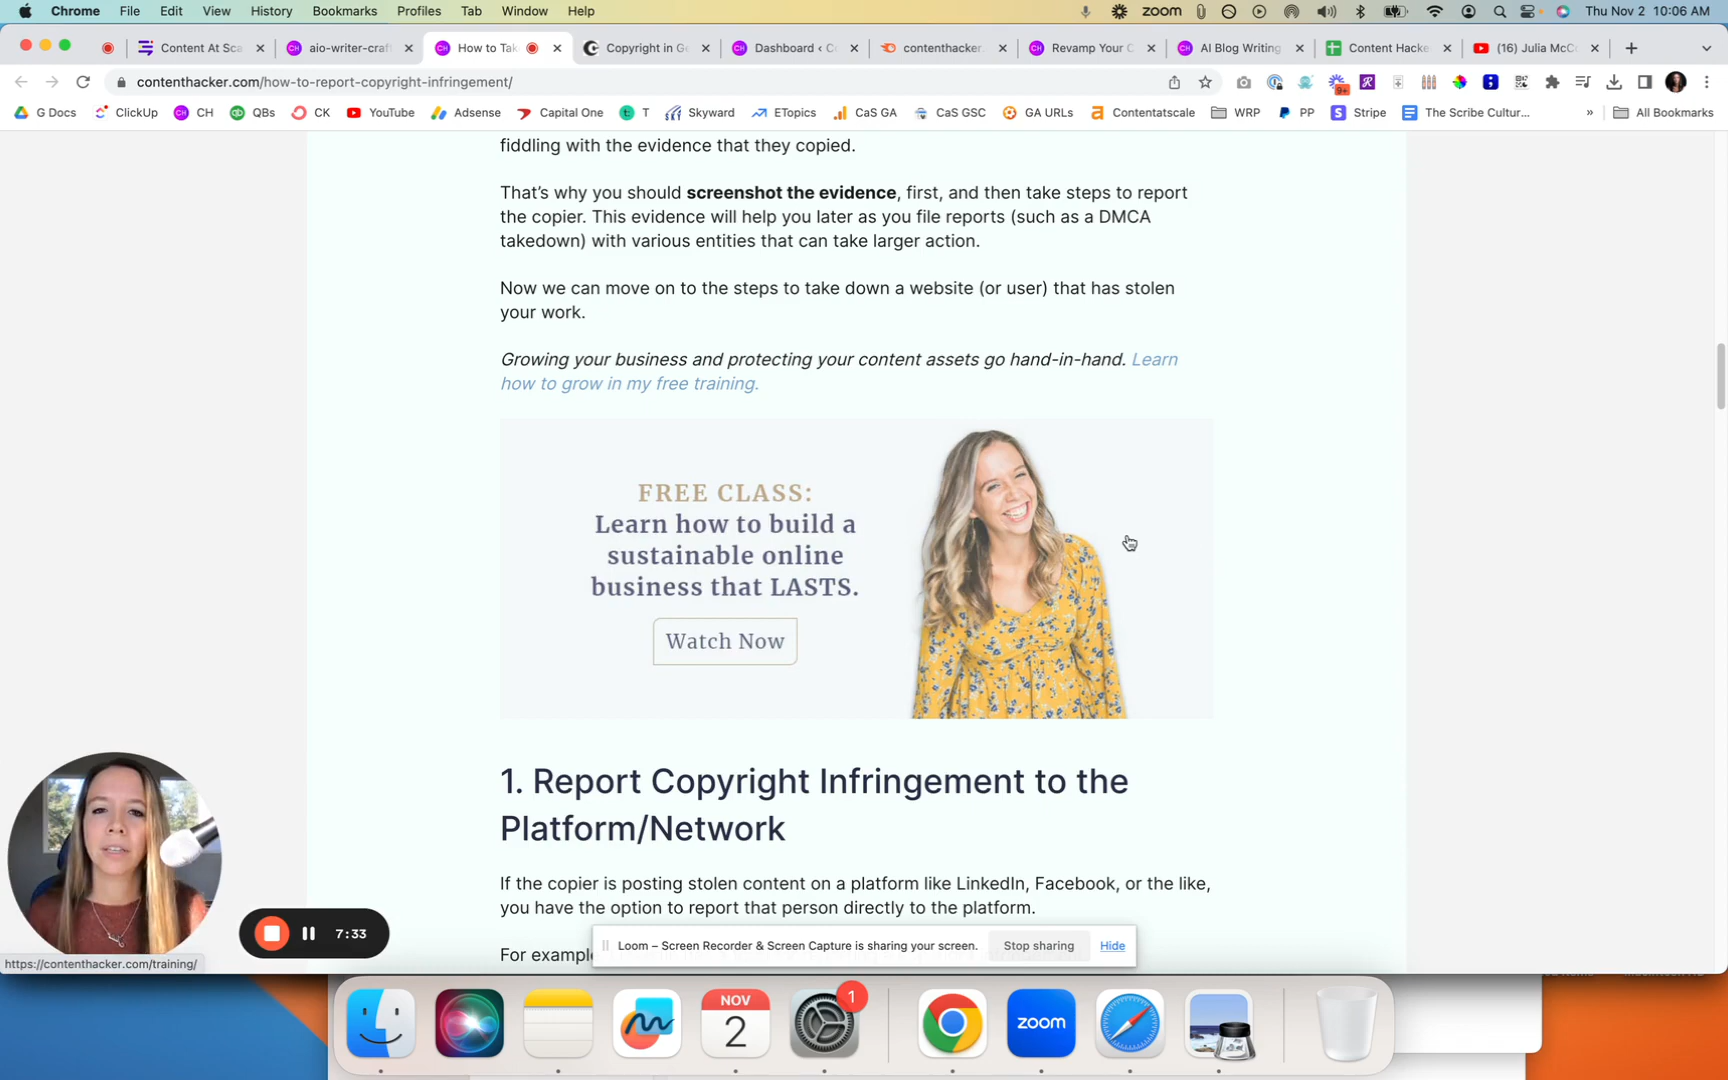 Chrome File Edit View History Bookmarks Profiles Tab Window Help zoom Thu Nov 2 10:06 AM
Content At Sca aio-writer-craf How to Tak Copyright in Ge Dashboard ‹ C contenthacker. Revamp Your C AI Blog Writing Content Hacke (16) Julia McC
contenthacker.com/how-to-report-copyright-infringement/ 9+
G Docs ClickUp CH QBs CK YouTube Adsense Capital One T Skyward ETopics CaS GA CaS GSC GA URLs Contentatscale WRP PP Stripe The Scribe Cultur... » All Bookmarks
fiddling with the evidence that they copied.
That's why you should screenshot the evidence, first, and then take steps to report
the copier. This evidence will help you later as you file reports (such as a DMCA
takedown) with various entities that can take larger action.
Now we can move on to the steps to take down a website (or user) that has stolen
your work.
Growing your business and protecting your content assets go hand-in-hand. Learn
how to grow in my free training.
FREE CLASS:
Learn how to build a
sustainable online
business that LASTS.
Watch Now
1. Report Copyright Infringement to the
Platform/Network
If the copier is posting stolen content on a platform like LinkedIn, Facebook, or the like,
you have the option to report that person directly to the platform.
7:33
Loom – Screen Recorder & Screen Capture is sharing your screen. Stop sharing Hide
For example
https://contenthacker.com/training/
NOV
2
1
zoom